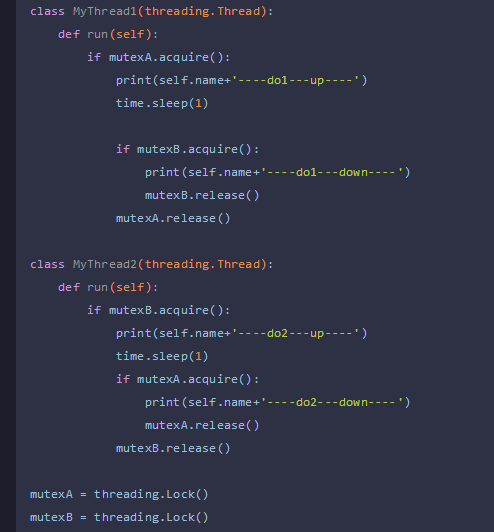 class MyThread1(threading.Thread):
    def run(self):
        if mutexA.acquire():
            print(self.name+'----do1---up----')
            time.sleep(1)

            if mutexB.acquire():
                print(self.name+'----do1---down----')
                mutexB.release()
            mutexA.release()

class MyThread2(threading.Thread):
    def run(self):
        if mutexB.acquire():
            print(self.name+'----do2---up----')
            time.sleep(1)
            if mutexA.acquire():
                print(self.name+'----do2---down----')
                mutexA.release()
            mutexB.release()

mutexA = threading.Lock()
mutexB = threading.Lock()